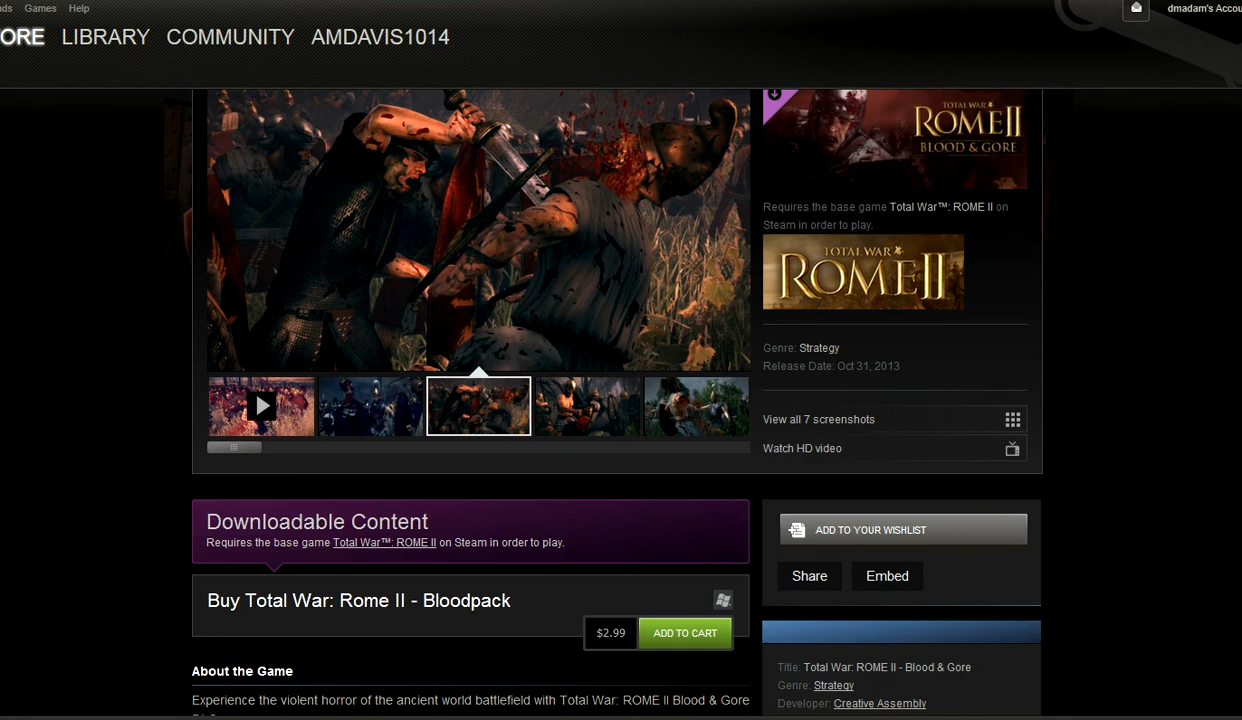 Games Help
dmadam's
ORE LIBRARY COMMUNITY AMDAVIS1014
TOTAL WAR
ROME II
BLOOD & GORE
Requires the base game Total War™: ROME II on
Steam in order to play.
TOTAL WAR
ROME II
Genre: Strategy
Release Date: Oct 31, 2013
View all 7 screenshots
Watch HD video
Downloadable Content
Requires the base game Total War™: ROME II on Steam in order to play.
Buy Total War: Rome II - Bloodpack
$2.99 ADD TO CART
About the Game
Experience the violent horror of the ancient world battlefield with Total War: ROME II Blood & Gore
ADD TO YOUR WISHLIST
Share Embed
Title: Total War: ROME II - Blood & Gore
Genre: Strategy
Developer: Creative Assembly